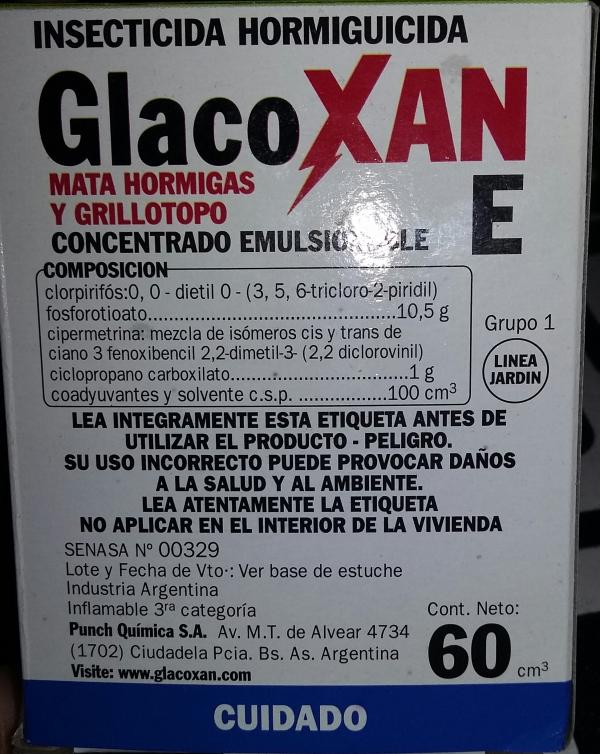 INSECTICIDA HORMIGUICIDA
GlacoXAN
MATA HORMIGAS
Y GRILLOTOPO
E
CONCENTRADO
COMPOSICION
clorpirifós:0, 0 - dietil 0 - (3, 5, 6-tricloro-2-piridil)
fosforotioato..........................................10,5 g
cipermetrina: mezcla de isómeros cis y trans de
ciano 3 fenoxibencil 2,2-dimetil-3- (2,2 diclorovinil)
ciclopropano carboxilato..............................1 g
coadyuvantes y solvente c.s.p. ................100 cm³
Grupo 1
LINEA
JARDIN
LEA INTEGRAMENTE ESTA ETIQUETA ANTES DE
UTILIZAR EL PRODUCTO - PELIGRO.
SU USO INCORRECTO PUEDE PROVOCAR DAÑOS
A LA SALUD Y AL AMBIENTE.
LEA ATENTAMENTE LA ETIQUETA
NO APLICAR EN EL INTERIOR DE LA VIVIENDA
SENASA Nº 00329
Lote y Fecha de Vto·: Ver base de estuche
Industria Argentina
Inflamable 3ra categoría
Punch Química S.A. Av. M.T. de Alvear 4734
(1702) Ciudadela Pcia. Bs. As. Argentina
Visite: www.glacoxan.com
Cont. Neto:
60 cm³
CUIDADO